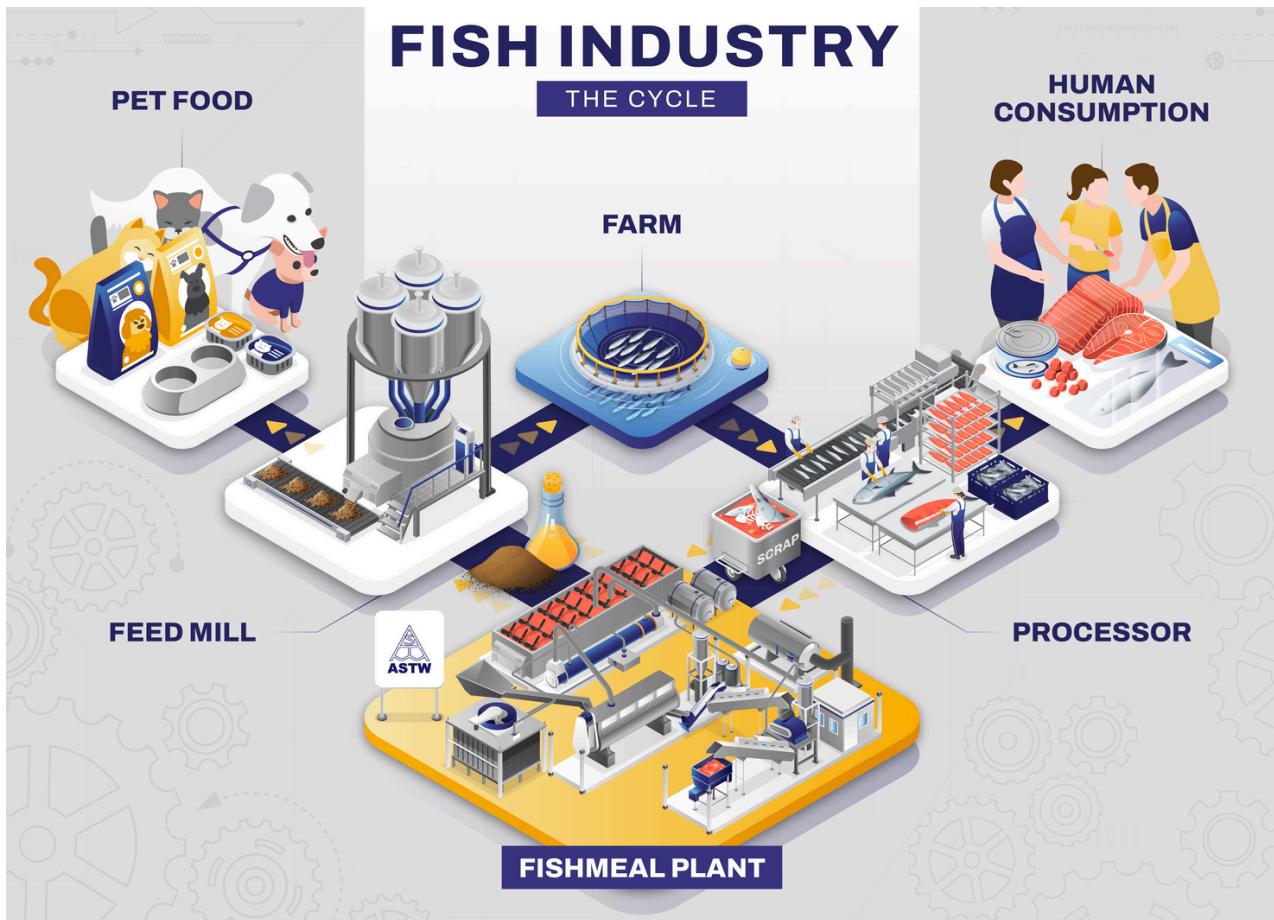 FISH INDUSTRY
THE CYCLE
PET FOOD
HUMAN
CONSUMPTION
FARM
SCRAP
FEED MILL
PROCESSOR
ASTW
FISHMEAL PLANT